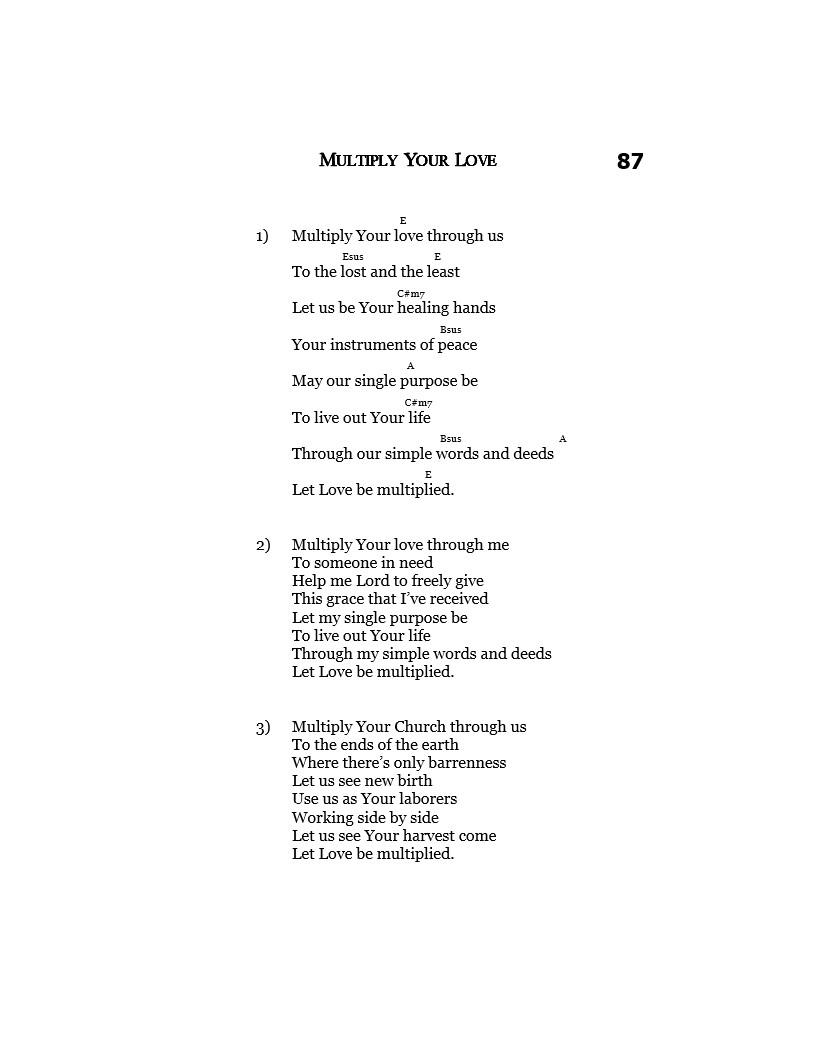 MULTIPLY YOUR LOVE 87
E
1) Multiply Your love through us
Esus E
To the lost and the least
C#m7
Let us be Your healing hands
Bsus
Your instruments of peace
A
May our single purpose be
C#m7
To live out Your life
Bsus A
Through our simple words and deeds
E
Let Love be multiplied.
2) Multiply Your love through me
To someone in need
Help me Lord to freely give
This grace that I’ve received
Let my single purpose be
To live out Your life
Through my simple words and deeds
Let Love be multiplied.
3) Multiply Your Church through us
To the ends of the earth
Where there’s only barrenness
Let us see new birth
Use us as Your laborers
Working side by side
Let us see Your harvest come
Let Love be multiplied.